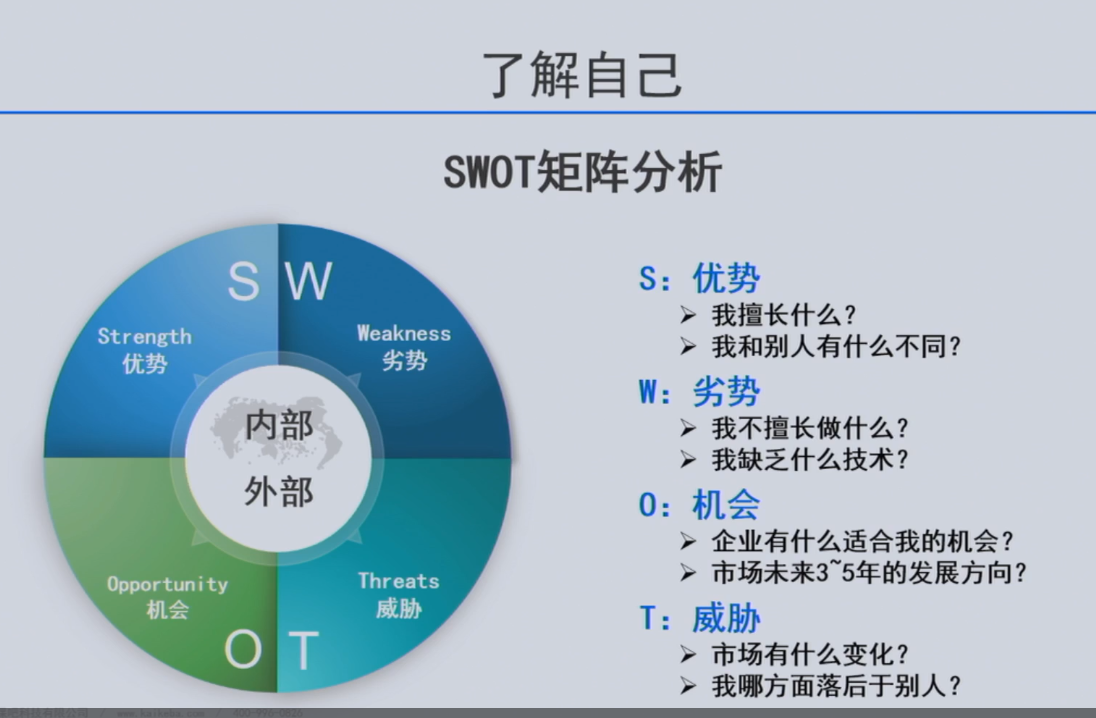 了解自己
SWOT矩阵分析
S W
Strength
优势
Weakness
劣势
内部
外部
Opportunity
机会
Threats
威胁
O T
S: 优势
➢ 我擅长什么?
➢ 我和别人有什么不同?
W: 劣势
➢ 我不擅长做什么?
➢ 我缺乏什么技术?
O: 机会
➢ 企业有什么适合我的机会?
➢ 市场未来3~5年的发展方向?
T: 威胁
➢ 市场有什么变化?
➢ 我哪方面落后于别人?